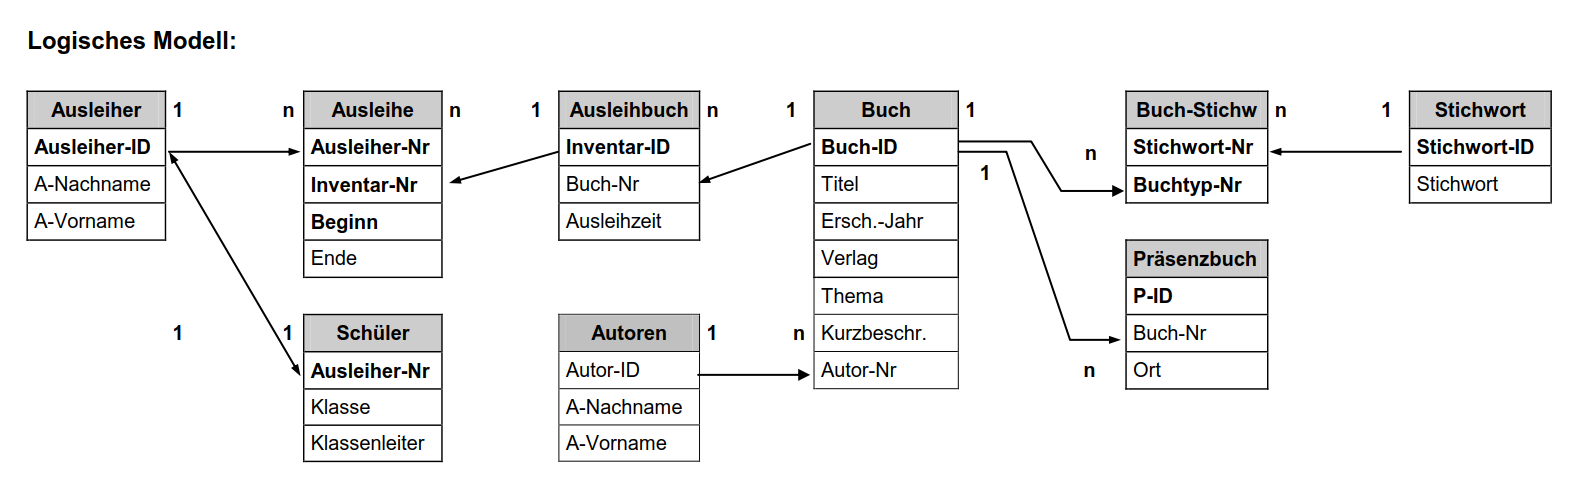 Logisches Modell:
Ausleiher
Ausleiher-ID
A-Nachname
A-Vorname
1
n
Ausleihe
Ausleiher-Nr
Inventar-Nr
Beginn
Ende
n
1
Ausleihbuch
Inventar-ID
Buch-Nr
Ausleihzeit
n
1
Buch
Buch-ID
Titel
Ersch.-Jahr
Verlag
Thema
Kurzbeschr.
Autor-Nr
1
n
1
Buch-Stichw
Stichwort-Nr
Buchtyp-Nr
n
1
Stichwort
Stichwort-ID
Stichwort
1
1
Schüler
Ausleiher-Nr
Klasse
Klassenleiter
Autoren
Autor-ID
A-Nachname
A-Vorname
1
n
n
Präsenzbuch
P-ID
Buch-Nr
Ort